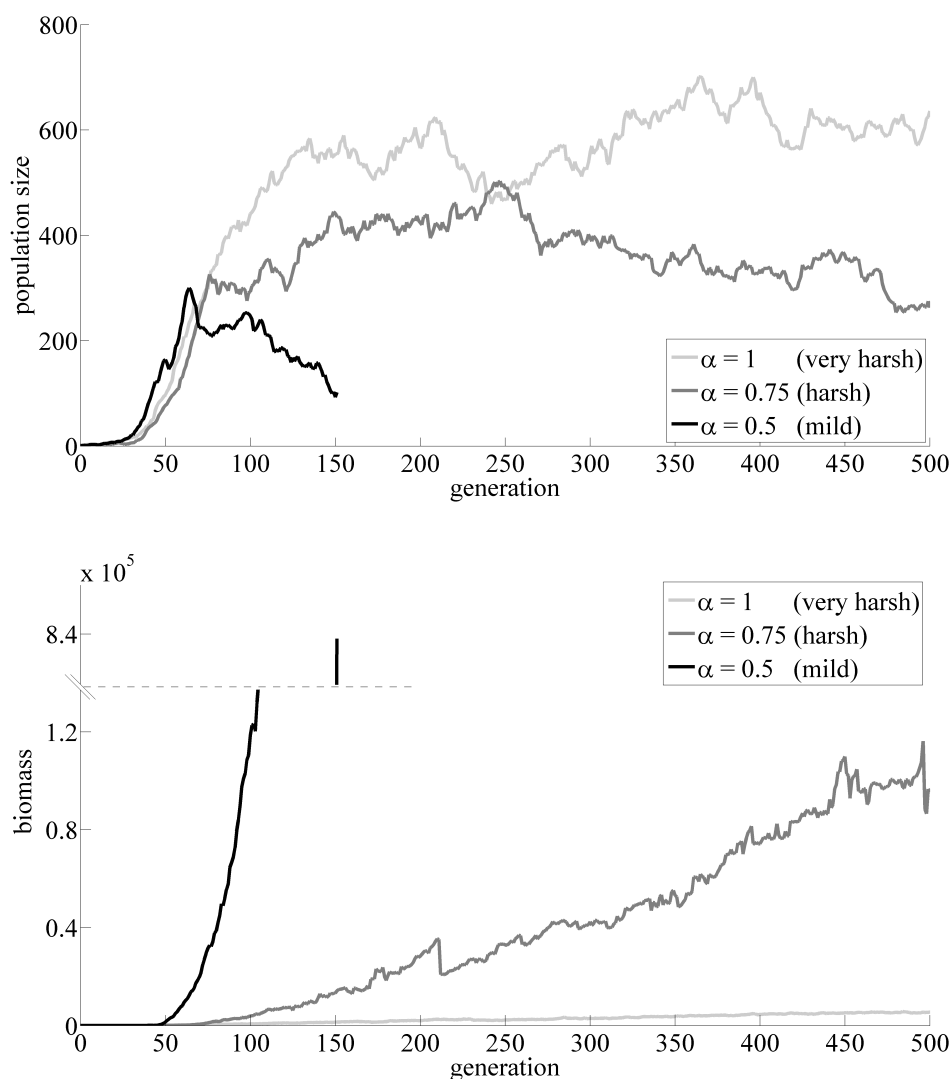 800
600
400
200
0
population size
0 50 100 150 200 250 300 350 400 450 500
generation
α = 1 (very harsh)
α = 0.75 (harsh)
α = 0.5 (mild)
x 10^5
8.4
1.2
0.8
0.4
0
biomass
0 50 100 150 200 250 300 350 400 450 500
generation
α = 1 (very harsh)
α = 0.75 (harsh)
α = 0.5 (mild)